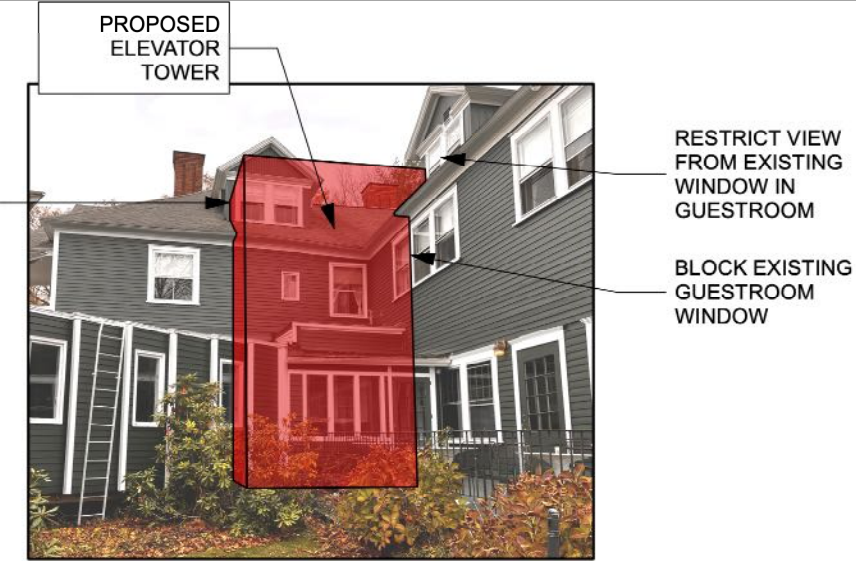 PROPOSED
ELEVATOR
TOWER
RESTRICT VIEW
FROM EXISTING
WINDOW IN
GUESTROOM
BLOCK EXISTING
GUESTROOM
WINDOW